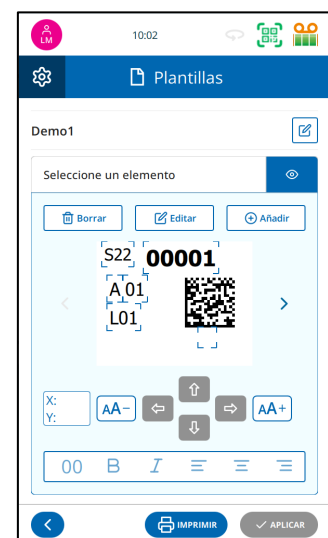 LM
10:02
Plantillas
Demo1
Seleccione un elemento
Borrar
Editar
Añadir
S22 00001
A 01
L01
X:
Y:
AA-
AA+
00 B I
IMPRIMIR
APLICAR